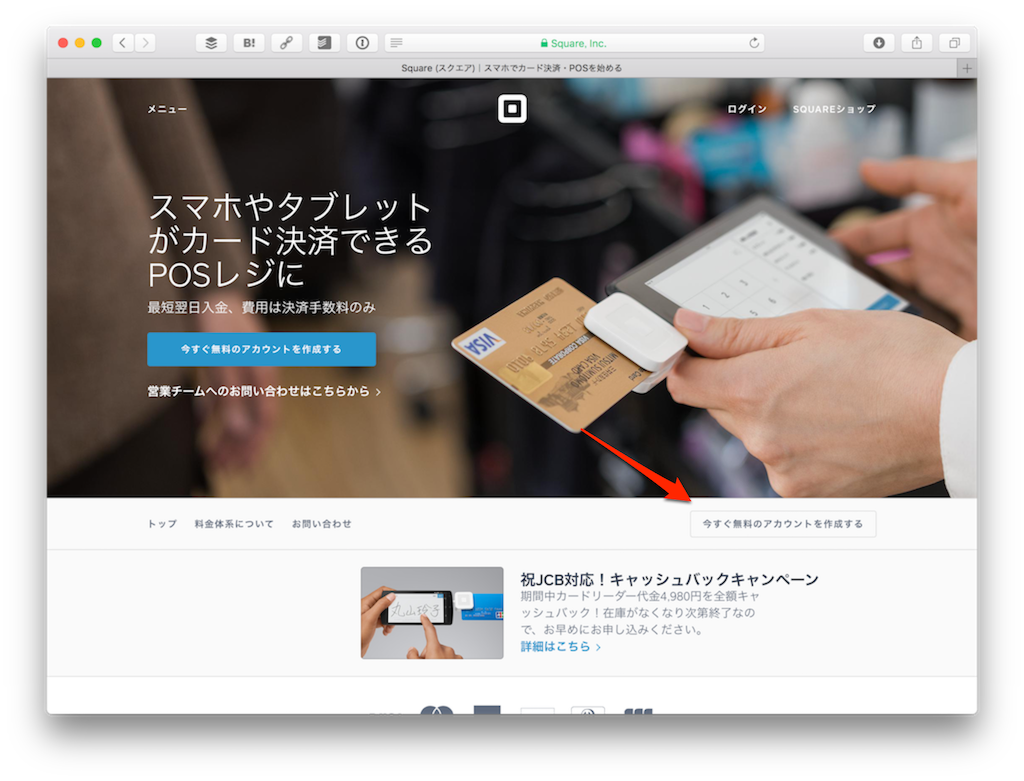 B!
Square, Inc.
Square (スクエア) | スマホでカード決済・POSを始める
メニュー
ログイン
SQUAREショップ
スマホやタブレット
がカード決済できる
POSレジに
最短翌日入金、費用は決済手数料のみ
今すぐ無料のアカウントを作成する
営業チームへのお問い合わせはこちらから
VISA
トップ
料金体系について
お問い合わせ
今すぐ無料のアカウントを作成する
丸山玲子
祝JCB対応！キャッシュバックキャンペーン
期間中カードリーダー代金4,980円を全額キャ
ッシュバック！在庫がなくなり次第終了なの
で、お早めにお申し込みください。
詳細はこちら